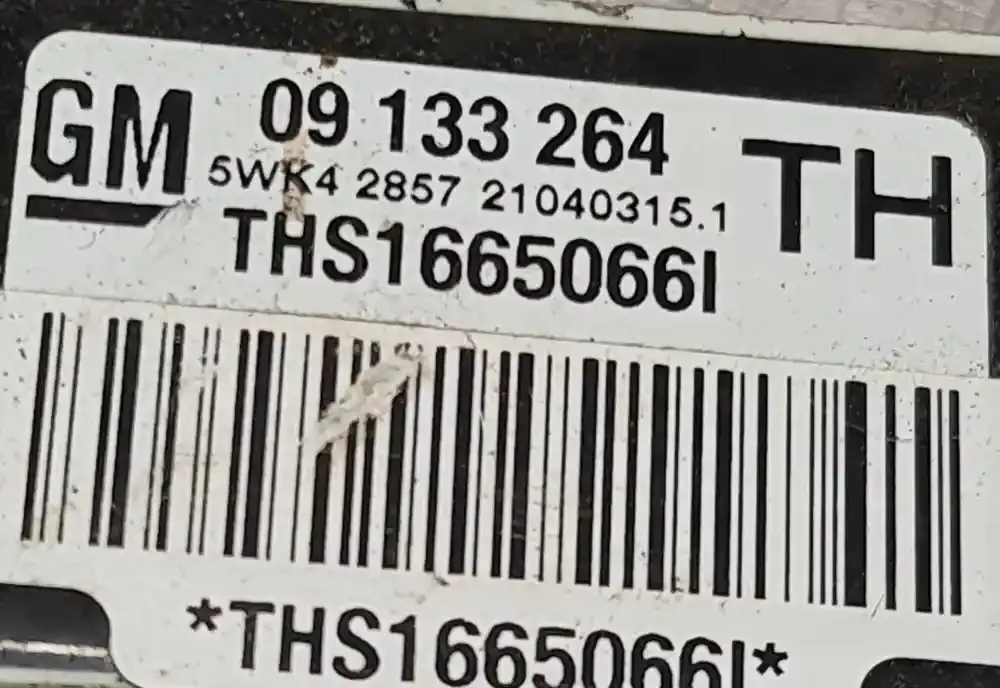 GM 09 133 264 TH
5WK4 2857 21040315.1
THS1665066I
*THS1665066I*